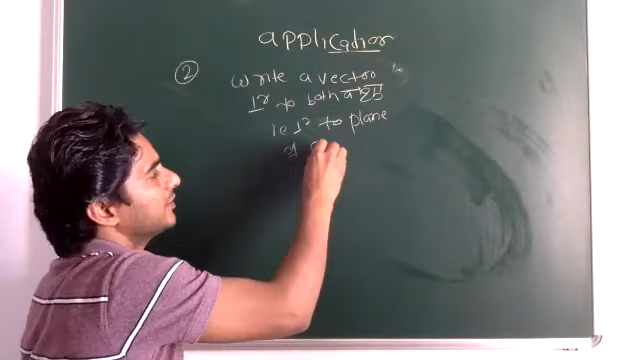 application
② write a vector
⊥r to both a & b
ie ⊥r to plane